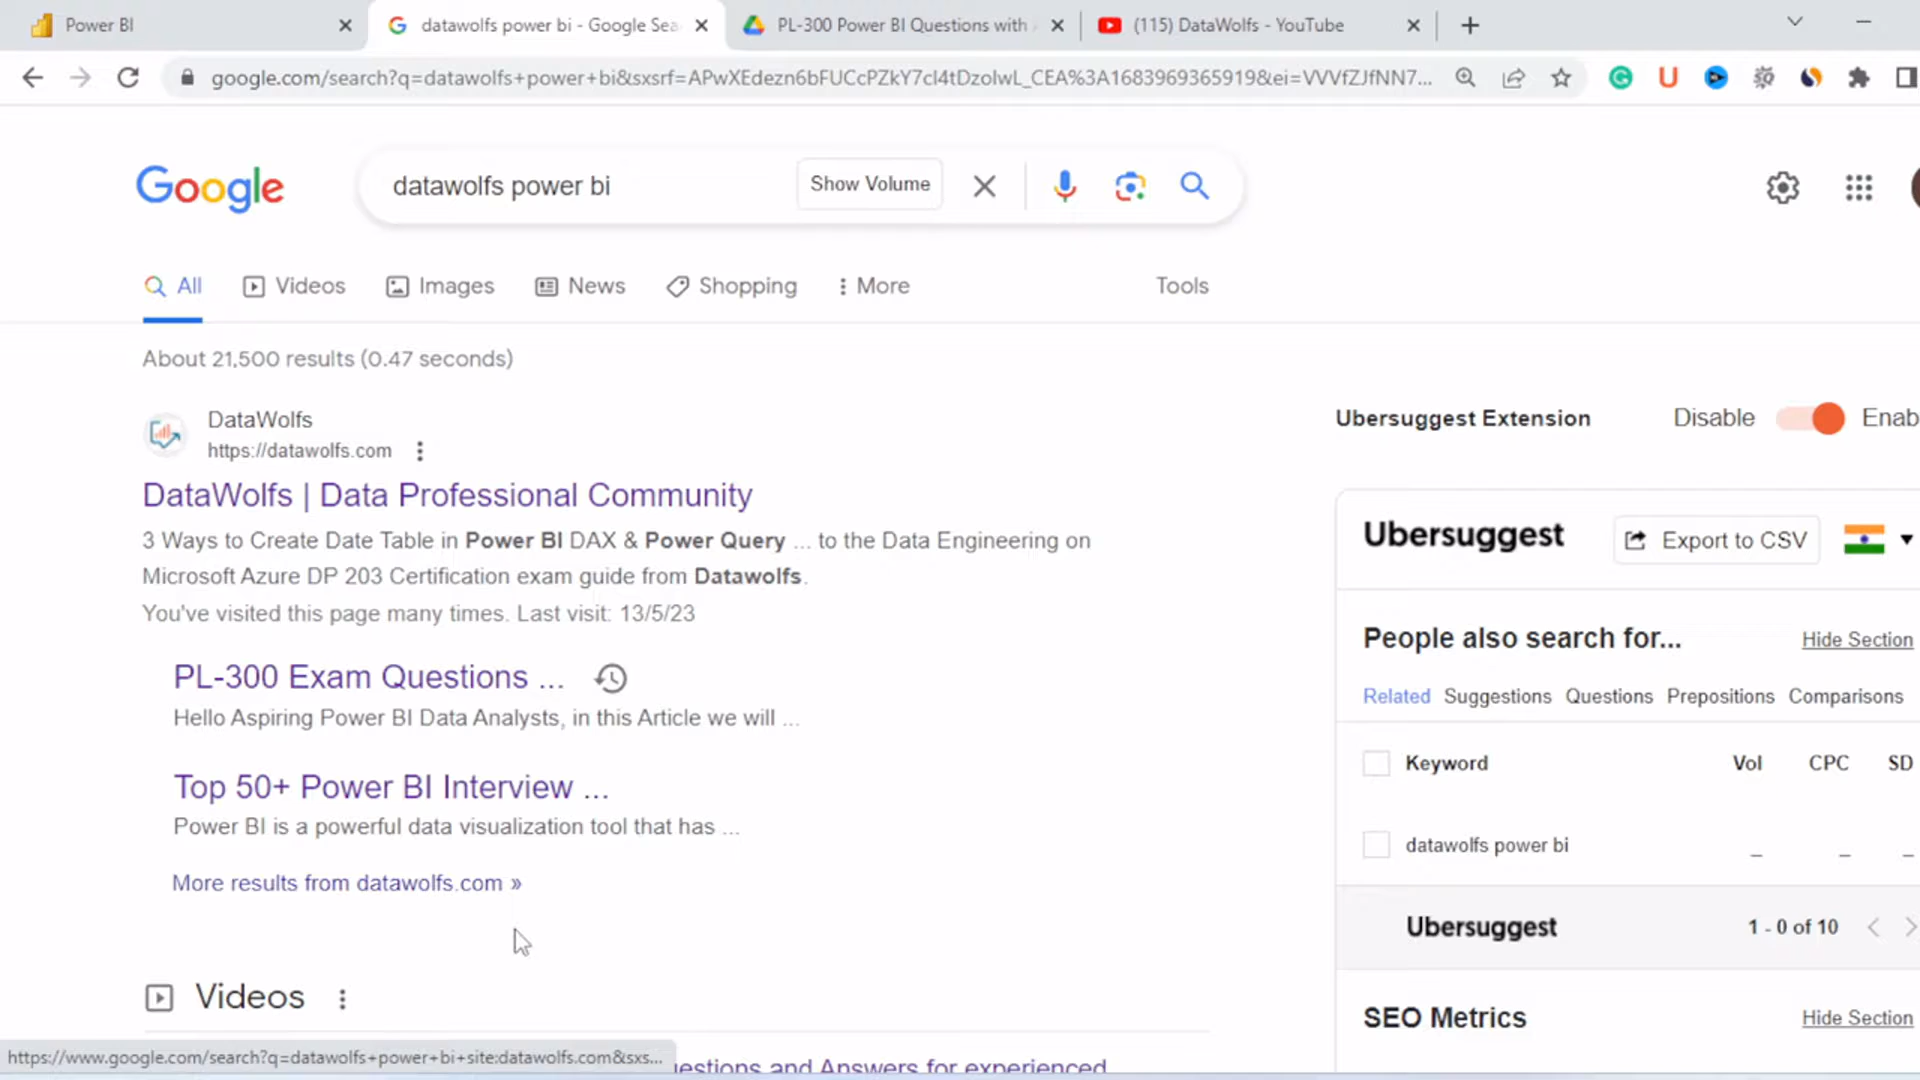 Power BI
datawolfs power bi - Google Sea
PL-300 Power BI Questions with
(115) DataWolfs - YouTube
google.com/search?q=datawolfs+power+bi&sxsrf=APwXEdezn6bFUCcPZkY7cI4tDzolwL_CEA%3A1683969365919&ei=VVVfZJfNN7...
Google
datawolfs power bi
Show Volume
All
Videos
Images
News
Shopping
More
Tools
About 21,500 results (0.47 seconds)
DataWolfs
https://datawolfs.com
DataWolfs | Data Professional Community
3 Ways to Create Date Table in Power BI DAX & Power Query ... to the Data Engineering on
Microsoft Azure DP 203 Certification exam guide from Datawolfs.
You've visited this page many times. Last visit: 13/5/23
PL-300 Exam Questions ...
Hello Aspiring Power BI Data Analysts, in this Article we will ...
Top 50+ Power BI Interview ...
Power BI is a powerful data visualization tool that has ...
More results from datawolfs.com »
Videos
estions and Answers for experienced
https://www.google.com/search?q=datawolfs+power+bi+site:datawolfs.com&sxs...
Ubersuggest Extension
Disable
Enab
Ubersuggest
Export to CSV
People also search for...
Hide Section
Related Suggestions Questions Prepositions Comparisons
Keyword Vol CPC SD
datawolfs power bi – – –
Ubersuggest
1 - 0 of 10
SEO Metrics
Hide Section